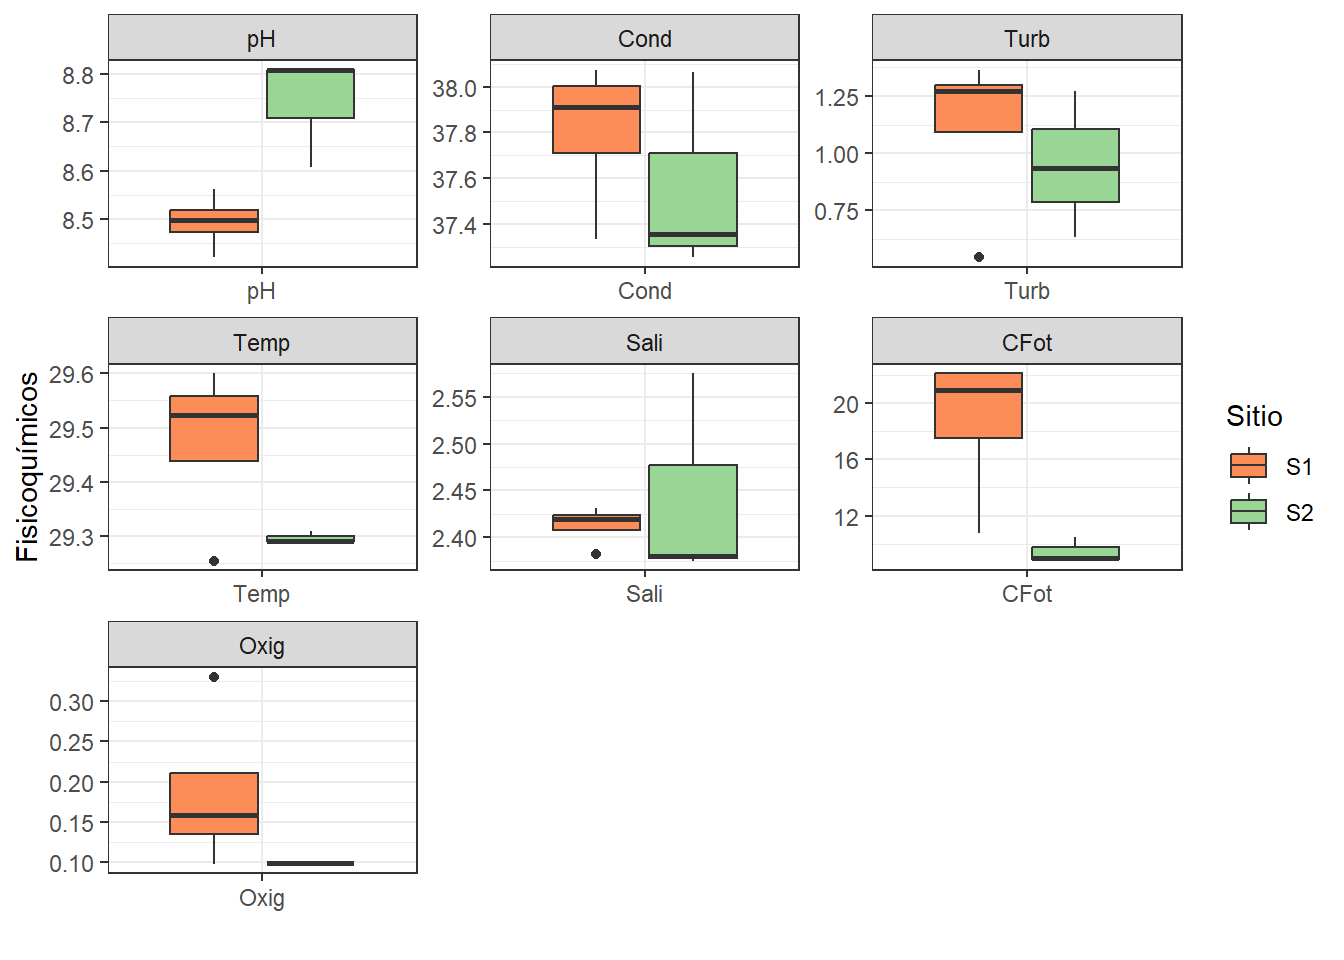 pH
Cond
Turb
8.8
8.7
8.6
8.5
38.0
37.8
37.6
37.4
1.25
1.00
0.75
pH
Cond
Turb
Temp
Sali
CFot
29.6
29.5
29.4
29.3
2.55
2.50
2.45
2.40
20
16
12
Temp
Sali
CFot
Fisicoquímicos
Sitio
S1
S2
Oxig
0.30
0.25
0.20
0.15
0.10
Oxig